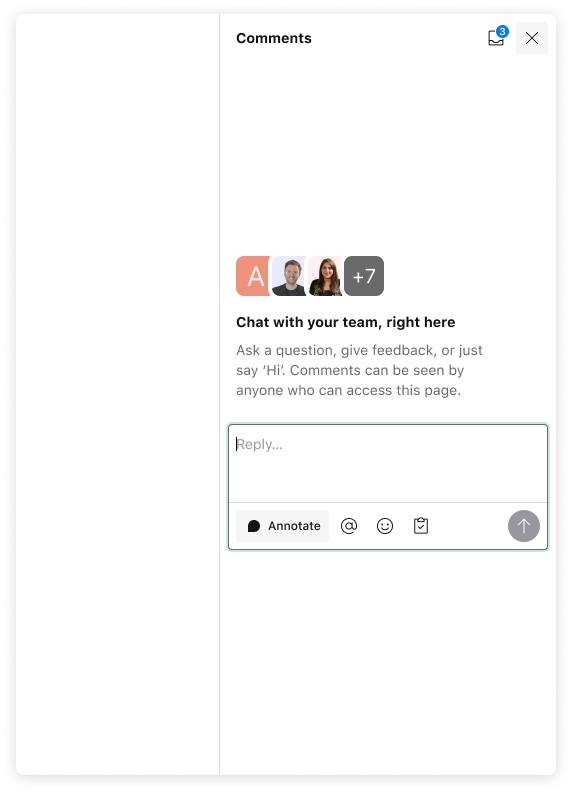 Comments
3
A
+7
Chat with your team, right here
Ask a question, give feedback, or just
say ‘Hi’. Comments can be seen by
anyone who can access this page.
Reply...
Annotate